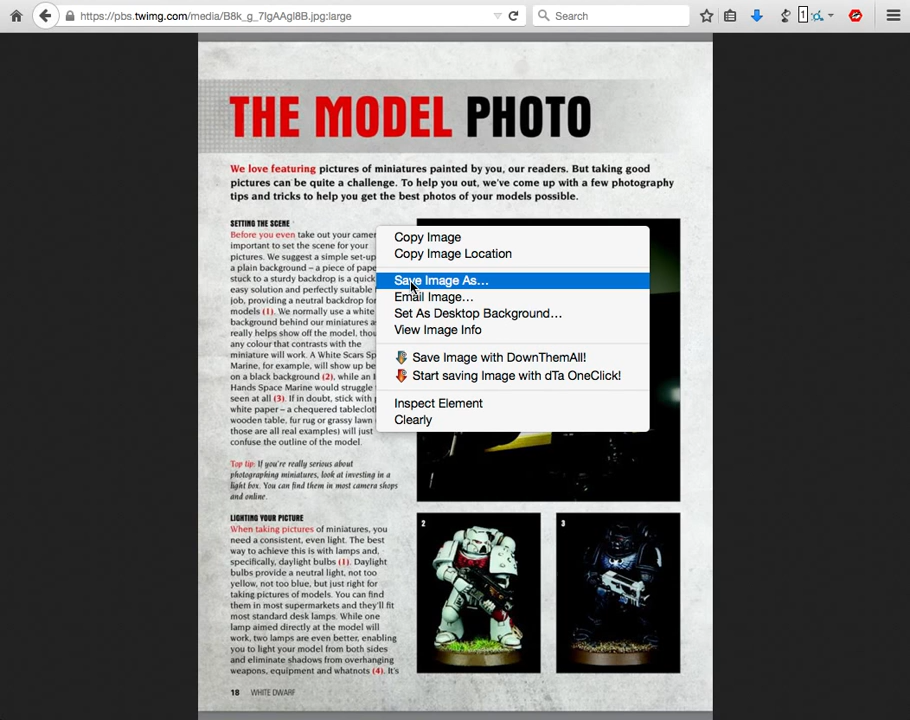 https://pbs.twimg.com/media/B8k_g_7IgAAgl8B.jpg:large
Search
1
THE MODEL PHOTO
We love featuring pictures of miniatures painted by you, our readers. But taking good
pictures can be quite a challenge. To help you out, we've come up with a few photography
tips and tricks to help you get the best photos of your models possible.
SETTING THE SCENE
Before you even take out your camer
important to set the scene for your
pictures. We suggest a simple set-up
a plain background – a piece of pape
stuck to a sturdy backdrop is a quick
easy solution and perfectly suitable
job, providing a neutral backdrop for
models (1). We normally use a white
background behind our miniatures as
really helps show off the model, thou
any colour that contrasts with the
miniature will work. A White Scars Sp
Marine, for example, will show up be
on a black background (2), while an I
Hands Space Marine would struggle
seen at all (3). If in doubt, stick with p
white paper – a chequered tablecloth
wooden table, fur rug or grassy lawn
those are all real examples) will just
confuse the outline of the model.
Top tip: If you're really serious about
photographing miniatures, look at investing in a
light box. You can find them in most camera shops
and online.
LIGHTING YOUR PICTURE
When taking pictures of miniatures, you
need a consistent, even light. The best
way to achieve this is with lamps and,
specifically, daylight bulbs (1). Daylight
bulbs provide a neutral light, not too
yellow, not too blue, but just right for
taking pictures of models. You can find
them in most supermarkets and they'll fit
most standard desk lamps. While one
lamp aimed directly at the model will
work, two lamps are even better, enabling
you to light your model from both sides
and eliminate shadows from overhanging
weapons, equipment and whatnots (4). It's
Copy Image
Copy Image Location
Save Image As...
Email Image...
Set As Desktop Background...
View Image Info
Save Image with DownThemAll!
Start saving Image with dTa OneClick!
Inspect Element
Clearly
2
3
18 WHITE DWARF